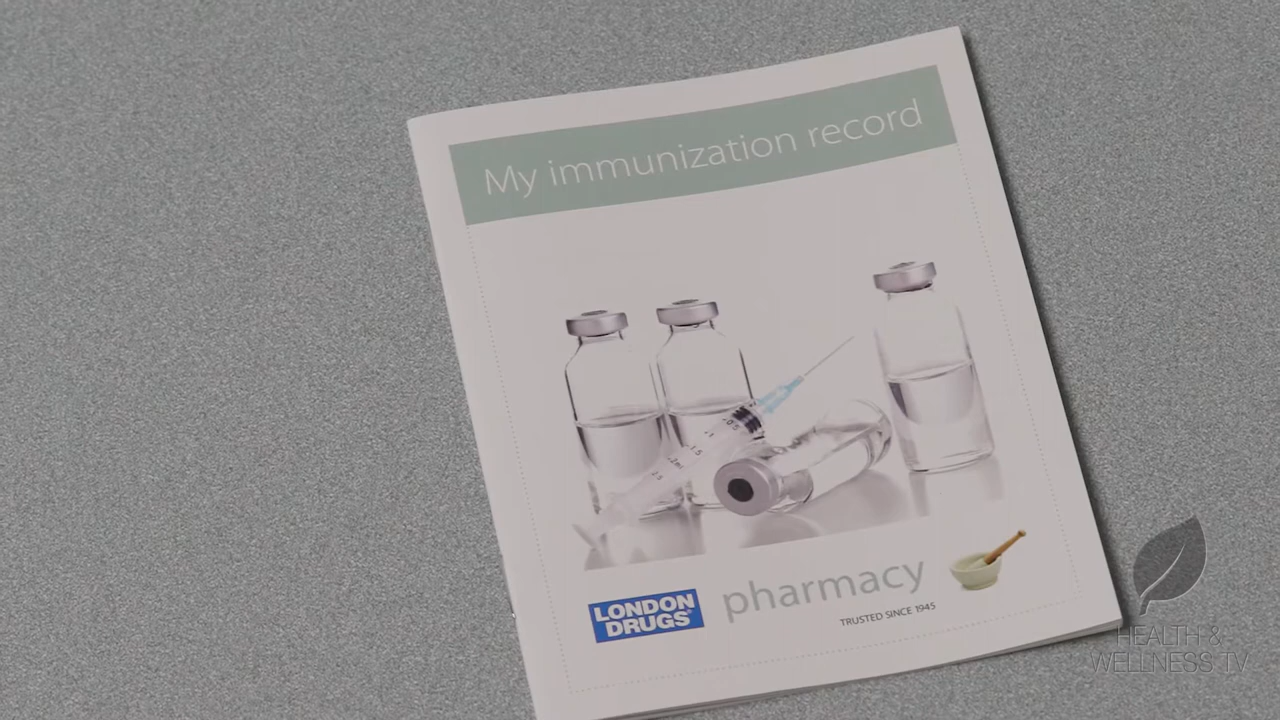 My immunization record
LONDON
DRUGS
pharmacy
TRUSTED SINCE 1945
HEALTH &
WELLNESS TV